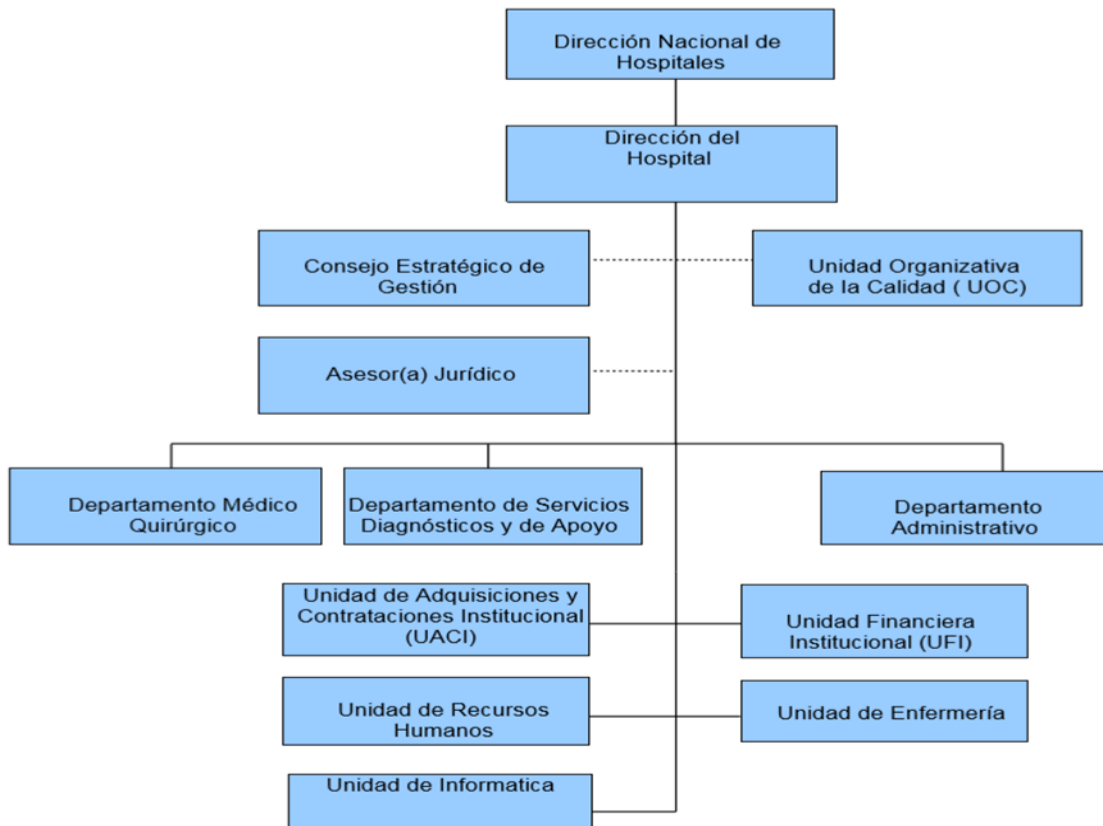 Dirección Nacional de
Hospitales
Dirección del
Hospital
Consejo Estratégico de
Gestión
Unidad Organizativa
de la Calidad ( UOC)
Asesor(a) Jurídico
Departamento Médico
Quirúrgico
Departamento de Servicios
Diagnósticos y de Apoyo
Departamento
Administrativo
Unidad de Adquisiciones y
Contrataciones Institucional
(UACI)
Unidad Financiera
Institucional (UFI)
Unidad de Recursos
Humanos
Unidad de Enfermería
Unidad de Informatica